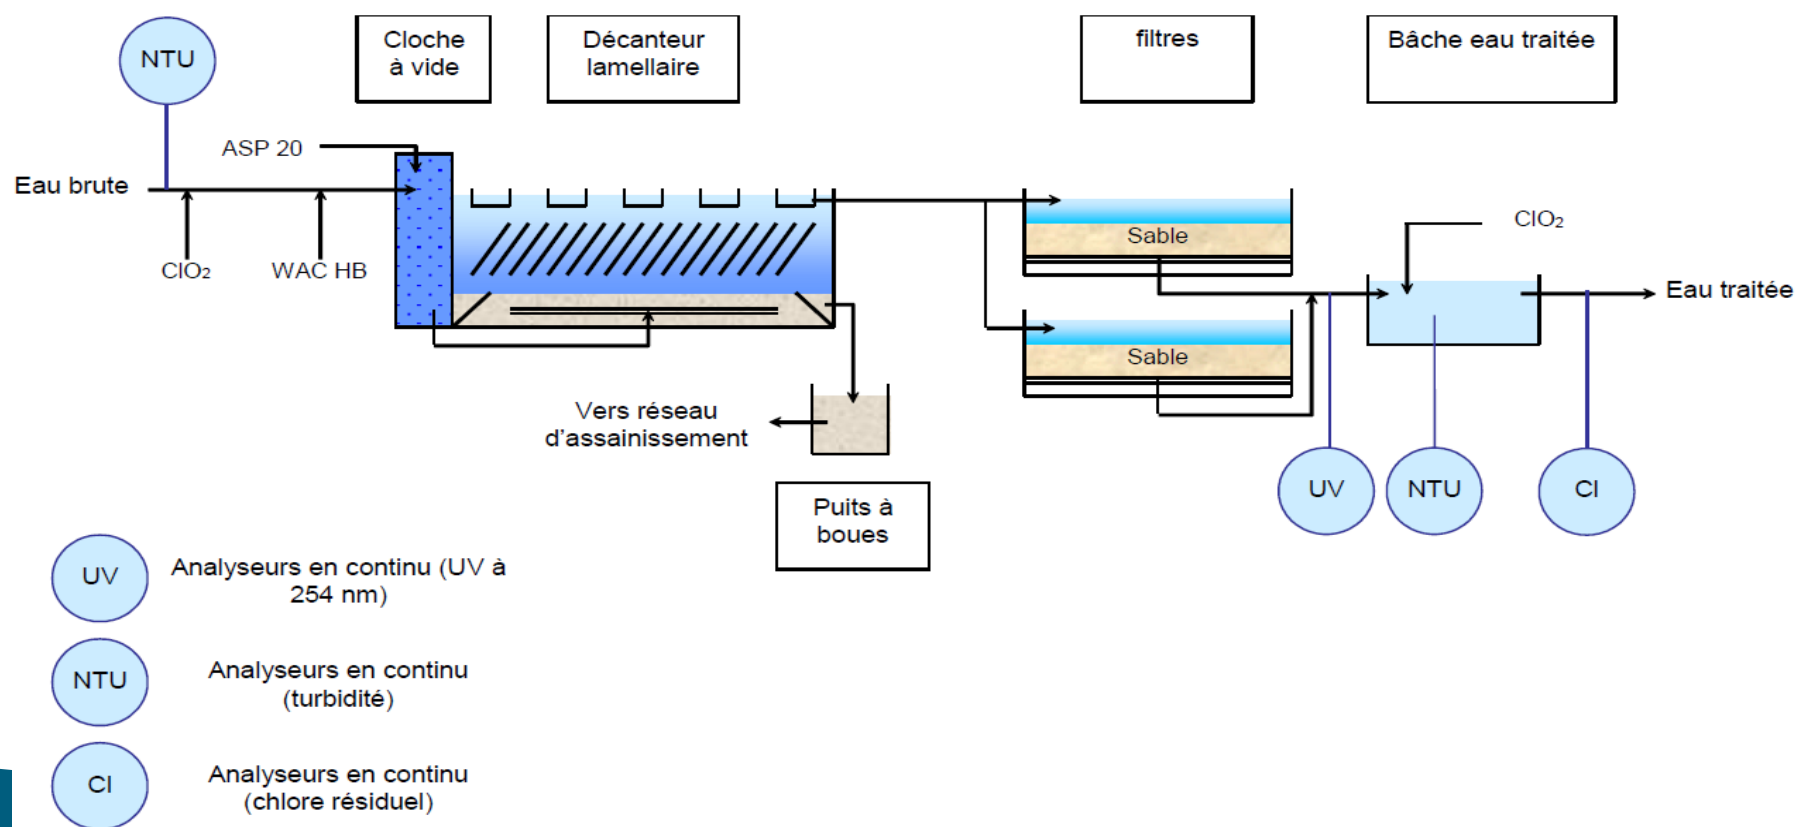 NTU
Cloche
à vide
Décanteur
lamellaire
filtres
Bâche eau traitée
ASP 20
Eau brute
ClO₂
WAC HB
Sable
ClO₂
Eau traitée
Sable
Vers réseau
d'assainissement
Puits à
boues
UV
NTU
Cl
UV
Analyseurs en continu (UV à
254 nm)
NTU
Analyseurs en continu
(turbidité)
Cl
Analyseurs en continu
(chlore résiduel)